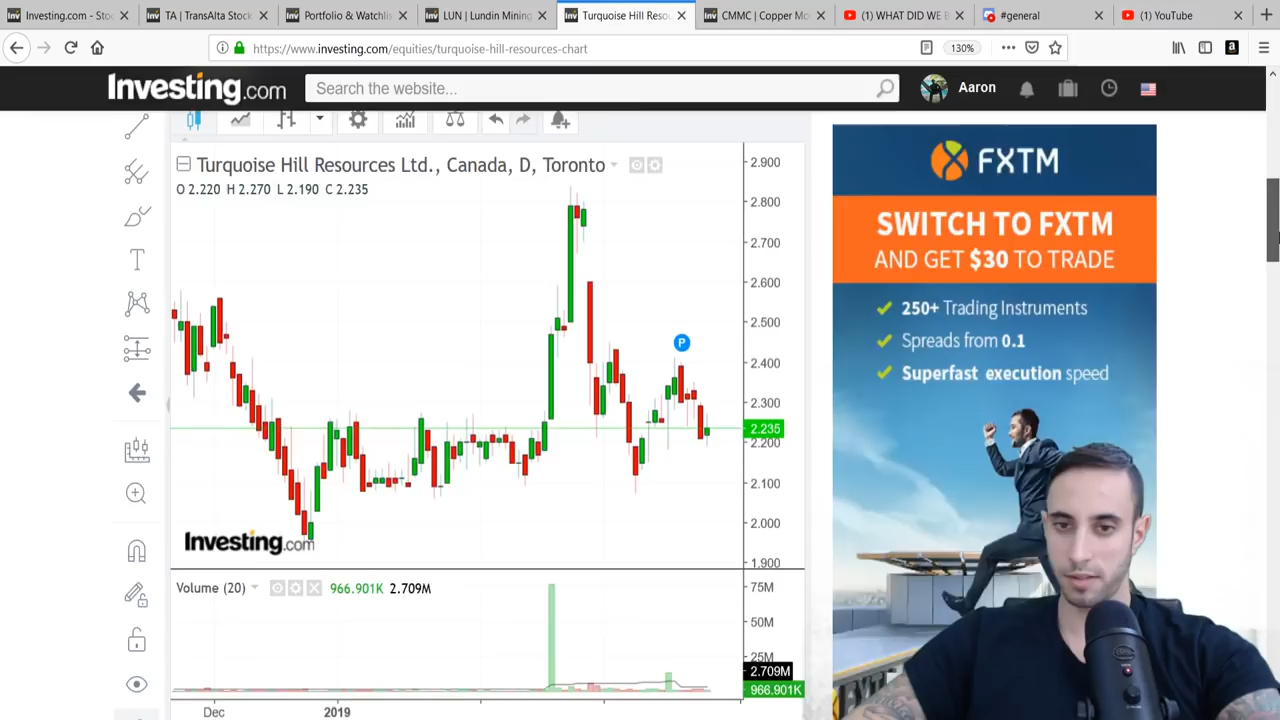 Investing.com - Stoc
TA | TransAlta Stock
Portfolio & Watchlis
LUN | Lundin Mining
Turquoise Hill Resou
CMMC | Copper Mo
(1) WHAT DID WE B
#general
(1) YouTube
https://www.investing.com/equities/turquoise-hill-resources-chart
130%
Investing.com
Search the website...
Aaron
Turquoise Hill Resources Ltd., Canada, D, Toronto
O 2.220 H 2.270 L 2.190 C 2.235
2.900
2.800
2.700
2.600
2.500
2.400
2.300
2.235
2.200
2.100
2.000
1.900
P
Investing.com
Volume (20)
966.901K
2.709M
75M
50M
25M
2.709M
966.901K
Dec
2019
FXTM
SWITCH TO FXTM
AND GET $30 TO TRADE
250+ Trading Instruments
Spreads from 0.1
Superfast execution speed